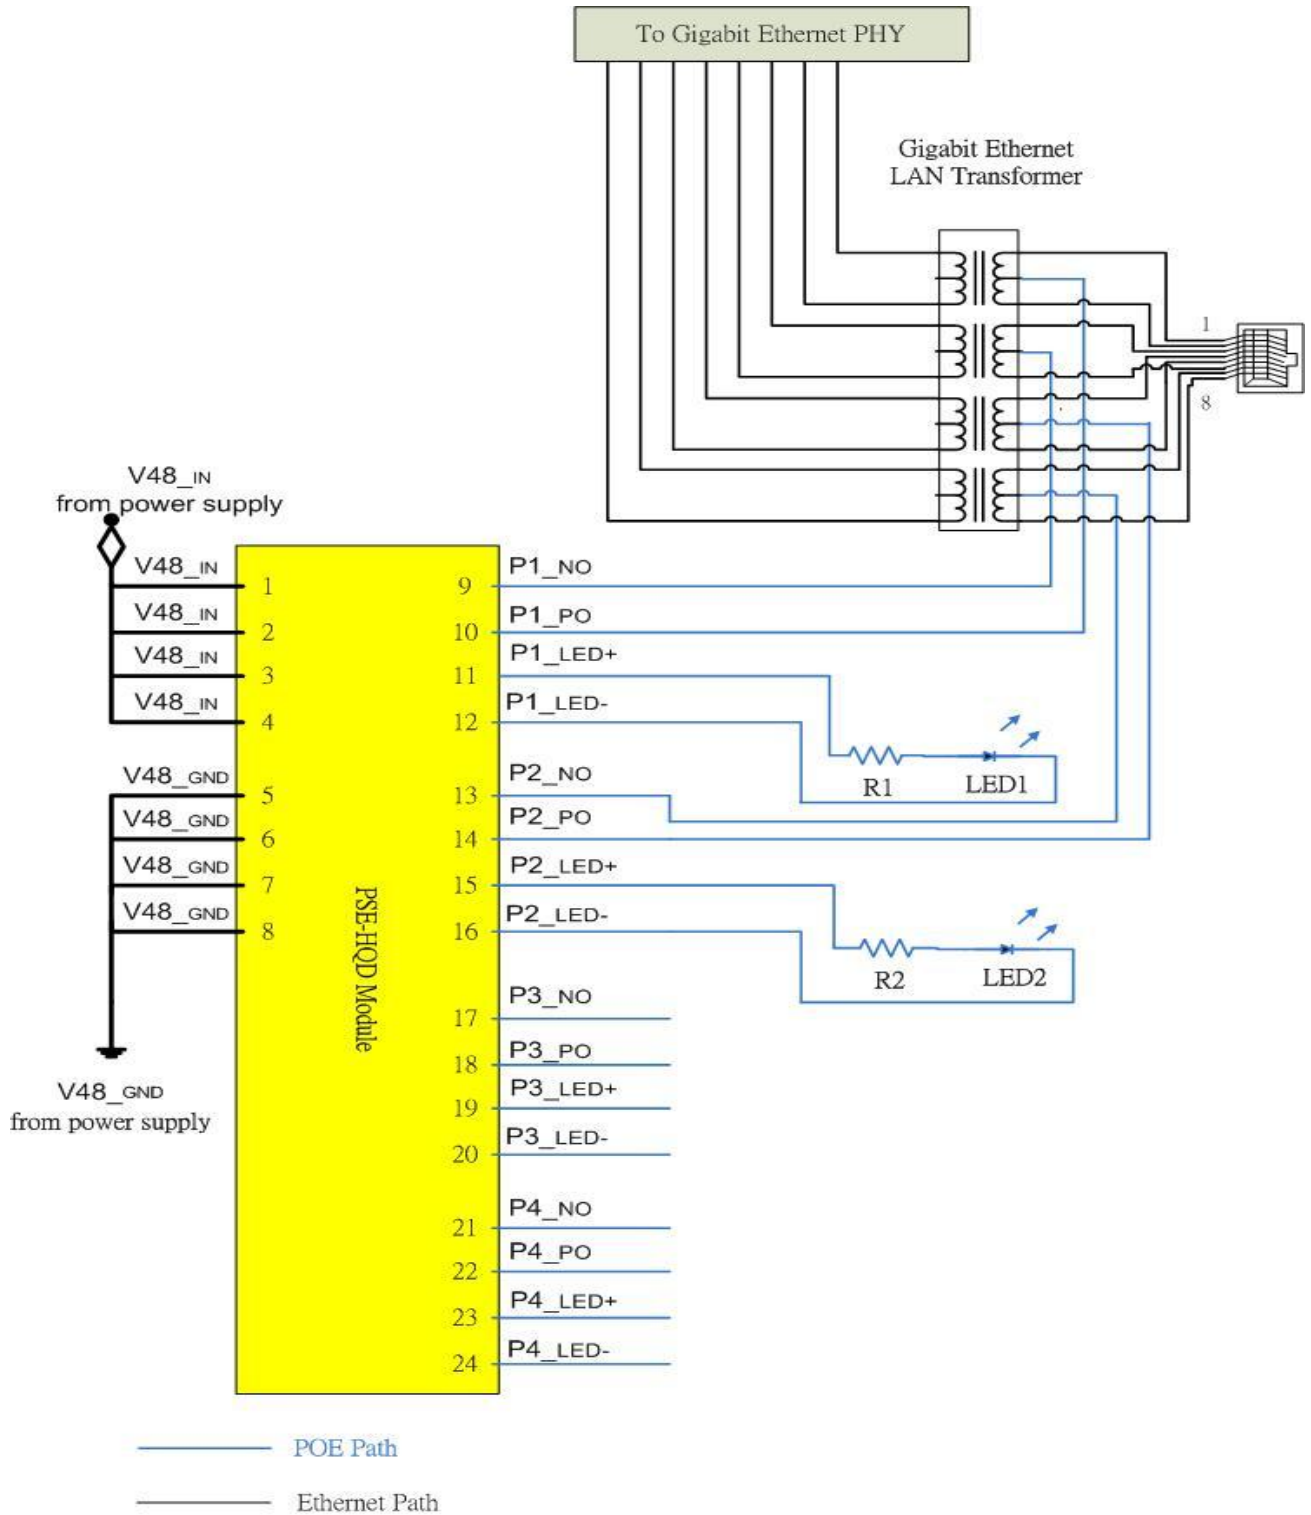 To Gigabit Ethernet PHY
Gigabit Ethernet
LAN Transformer
1
8
V48_IN
from power supply
V48_IN
1
V48_IN
2
V48_IN
3
V48_IN
4
V48_GND
5
V48_GND
6
V48_GND
7
V48_GND
8
V48_GND
from power supply
PSE-HQD Module
9
P1_NO
10
P1_PO
11
P1_LED+
12
P1_LED-
R1
LED1
13
P2_NO
14
P2_PO
15
P2_LED+
16
P2_LED-
R2
LED2
17
P3_NO
18
P3_PO
19
P3_LED+
20
P3_LED-
21
P4_NO
22
P4_PO
23
P4_LED+
24
P4_LED-
POE Path
Ethernet Path